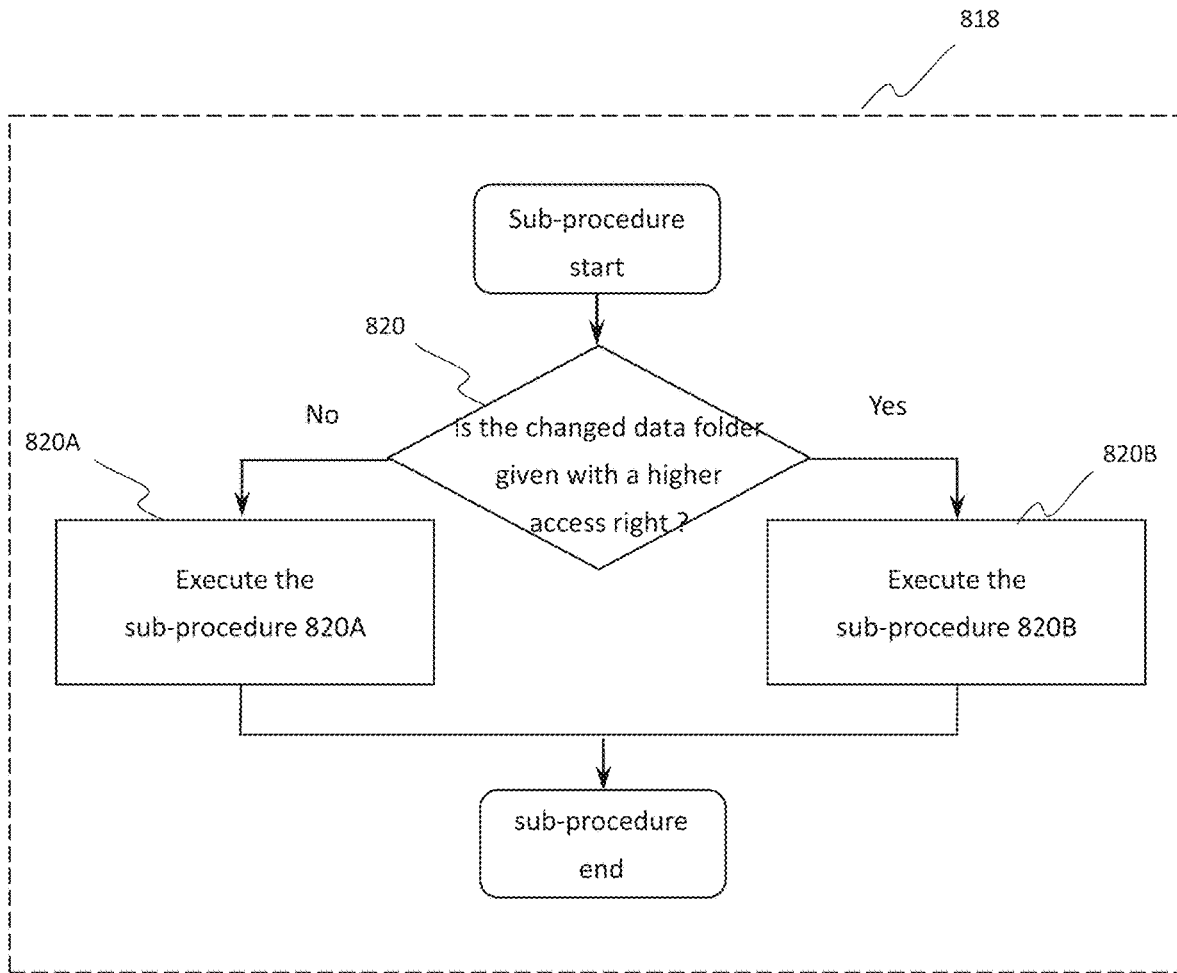 818
Sub-procedure
start
820
No
Yes
is the changed data folder
given with a higher
access right ?
820A
820B
Execute the
sub-procedure 820A
Execute the
sub-procedure 820B
sub-procedure
end